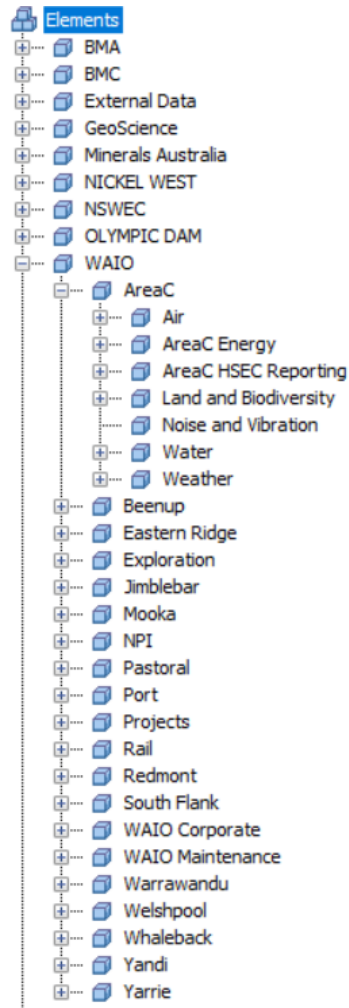 Elements
BMA
BMC
External Data
GeoScience
Minerals Australia
NICKEL WEST
NSWEC
OLYMPIC DAM
WAIO
AreaC
Air
AreaC Energy
AreaC HSEC Reporting
Land and Biodiversity
Noise and Vibration
Water
Weather
Beenup
Eastern Ridge
Exploration
Jimblebar
Mooka
NPI
Pastoral
Port
Projects
Rail
Redmont
South Flank
WAIO Corporate
WAIO Maintenance
Warrawandu
Welshpool
Whaleback
Yandi
Yarrie